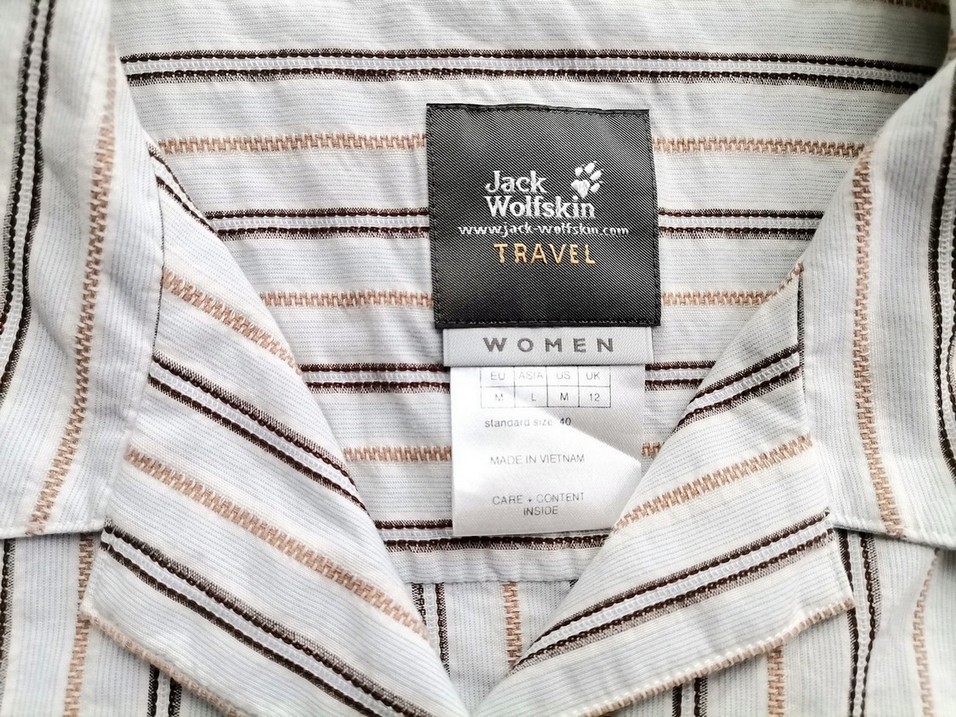 Jack
Wolfskin
www.jack-wolfskin.com
TRAVEL
WOMEN
EU ASIA US UK
M L M 12
standard size 40
MADE IN VIETNAM
CARE + CONTENT
INSIDE